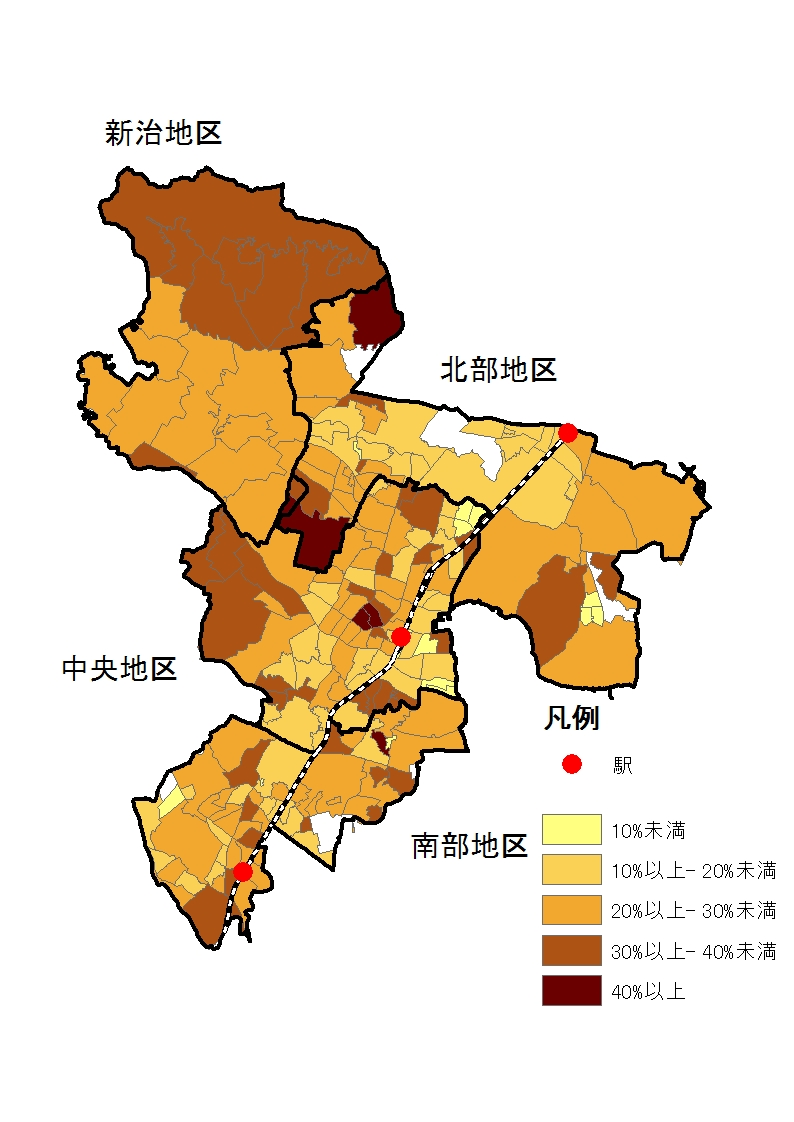 新治地区
北部地区
中央地区
凡例
駅
南部地区
10%未満
10%以上- 20%未満
20%以上- 30%未満
30%以上- 40%未満
40%以上